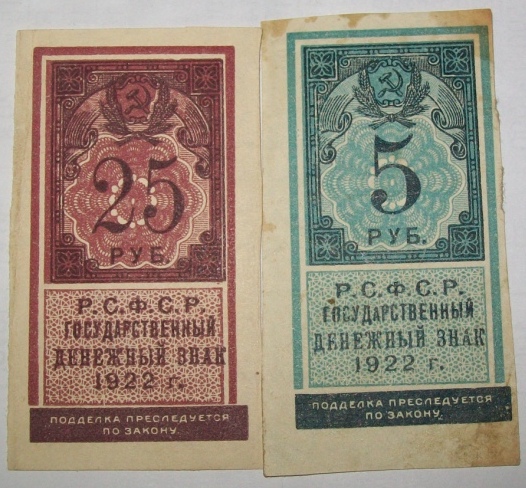 25
РУБ.
Р.С.Ф.С.Р.
ГОСУДАРСТВЕННЫЙ
ДЕНЕЖНЫЙ ЗНАК
1922 г.
ПОДДЕЛКА ПРЕСЛЕДУЕТСЯ
ПО ЗАКОНУ.
5
РУБ.
Р.С.Ф.С.Р.
ГОСУДАРСТВЕННЫЙ
ДЕНЕЖНЫЙ ЗНАК
1922 г.
ПОДДЕЛКА ПРЕСЛЕДУЕТСЯ
ПО ЗАКОНУ.